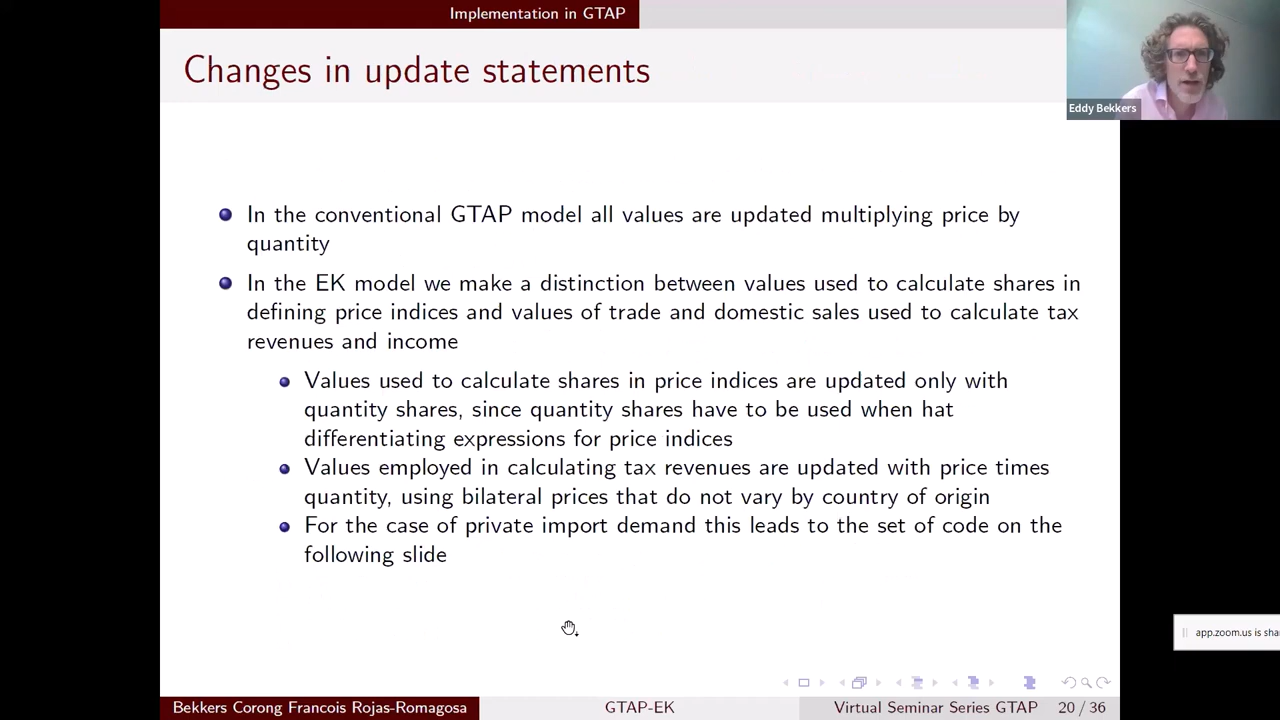 Implementation in GTAP
Changes in update statements
Eddy Bekkers
In the conventional GTAP model all values are updated multiplying price by
quantity
In the EK model we make a distinction between values used to calculate shares in
defining price indices and values of trade and domestic sales used to calculate tax
revenues and income
Values used to calculate shares in price indices are updated only with
quantity shares, since quantity shares have to be used when hat
differentiating expressions for price indices
Values employed in calculating tax revenues are updated with price times
quantity, using bilateral prices that do not vary by country of origin
For the case of private import demand this leads to the set of code on the
following slide
app.zoom.us is sha
Bekkers Corong Francois Rojas-Romagosa
GTAP-EK
Virtual Seminar Series GTAP
20 / 36